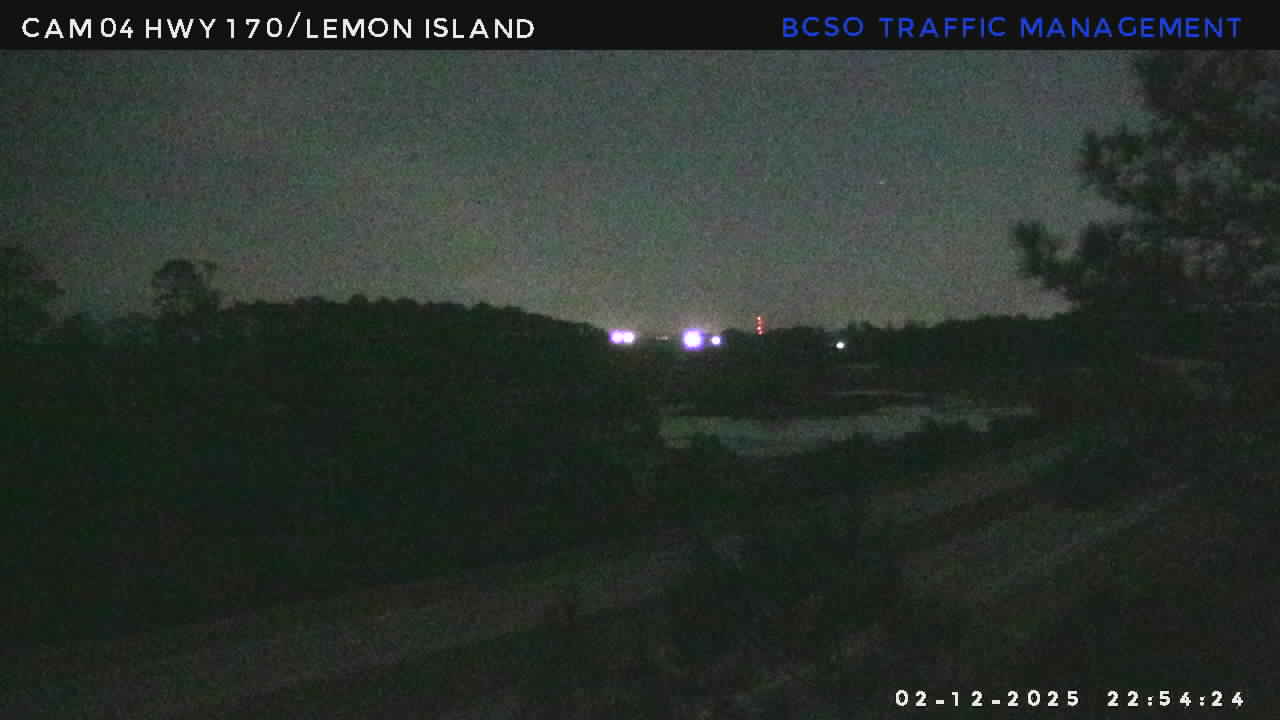 CAM 04 HWY 170/LEMON ISLAND
BCSO TRAFFIC MANAGEMENT
02-12-2025 22:54:24